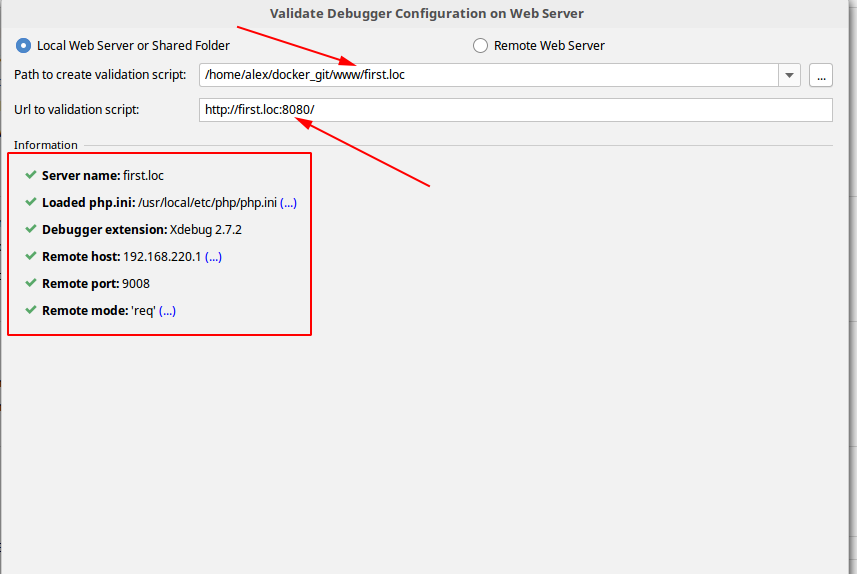 Validate Debugger Configuration on Web Server
Local Web Server or Shared Folder Remote Web Server
Path to create validation script: /home/alex/docker_git/www/first.loc ...
Url to validation script: http://first.loc:8080/
Information
Server name: first.loc
Loaded php.ini: /usr/local/etc/php/php.ini (...)
Debugger extension: Xdebug 2.7.2
Remote host: 192.168.220.1 (...)
Remote port: 9008
Remote mode: 'req' (...)